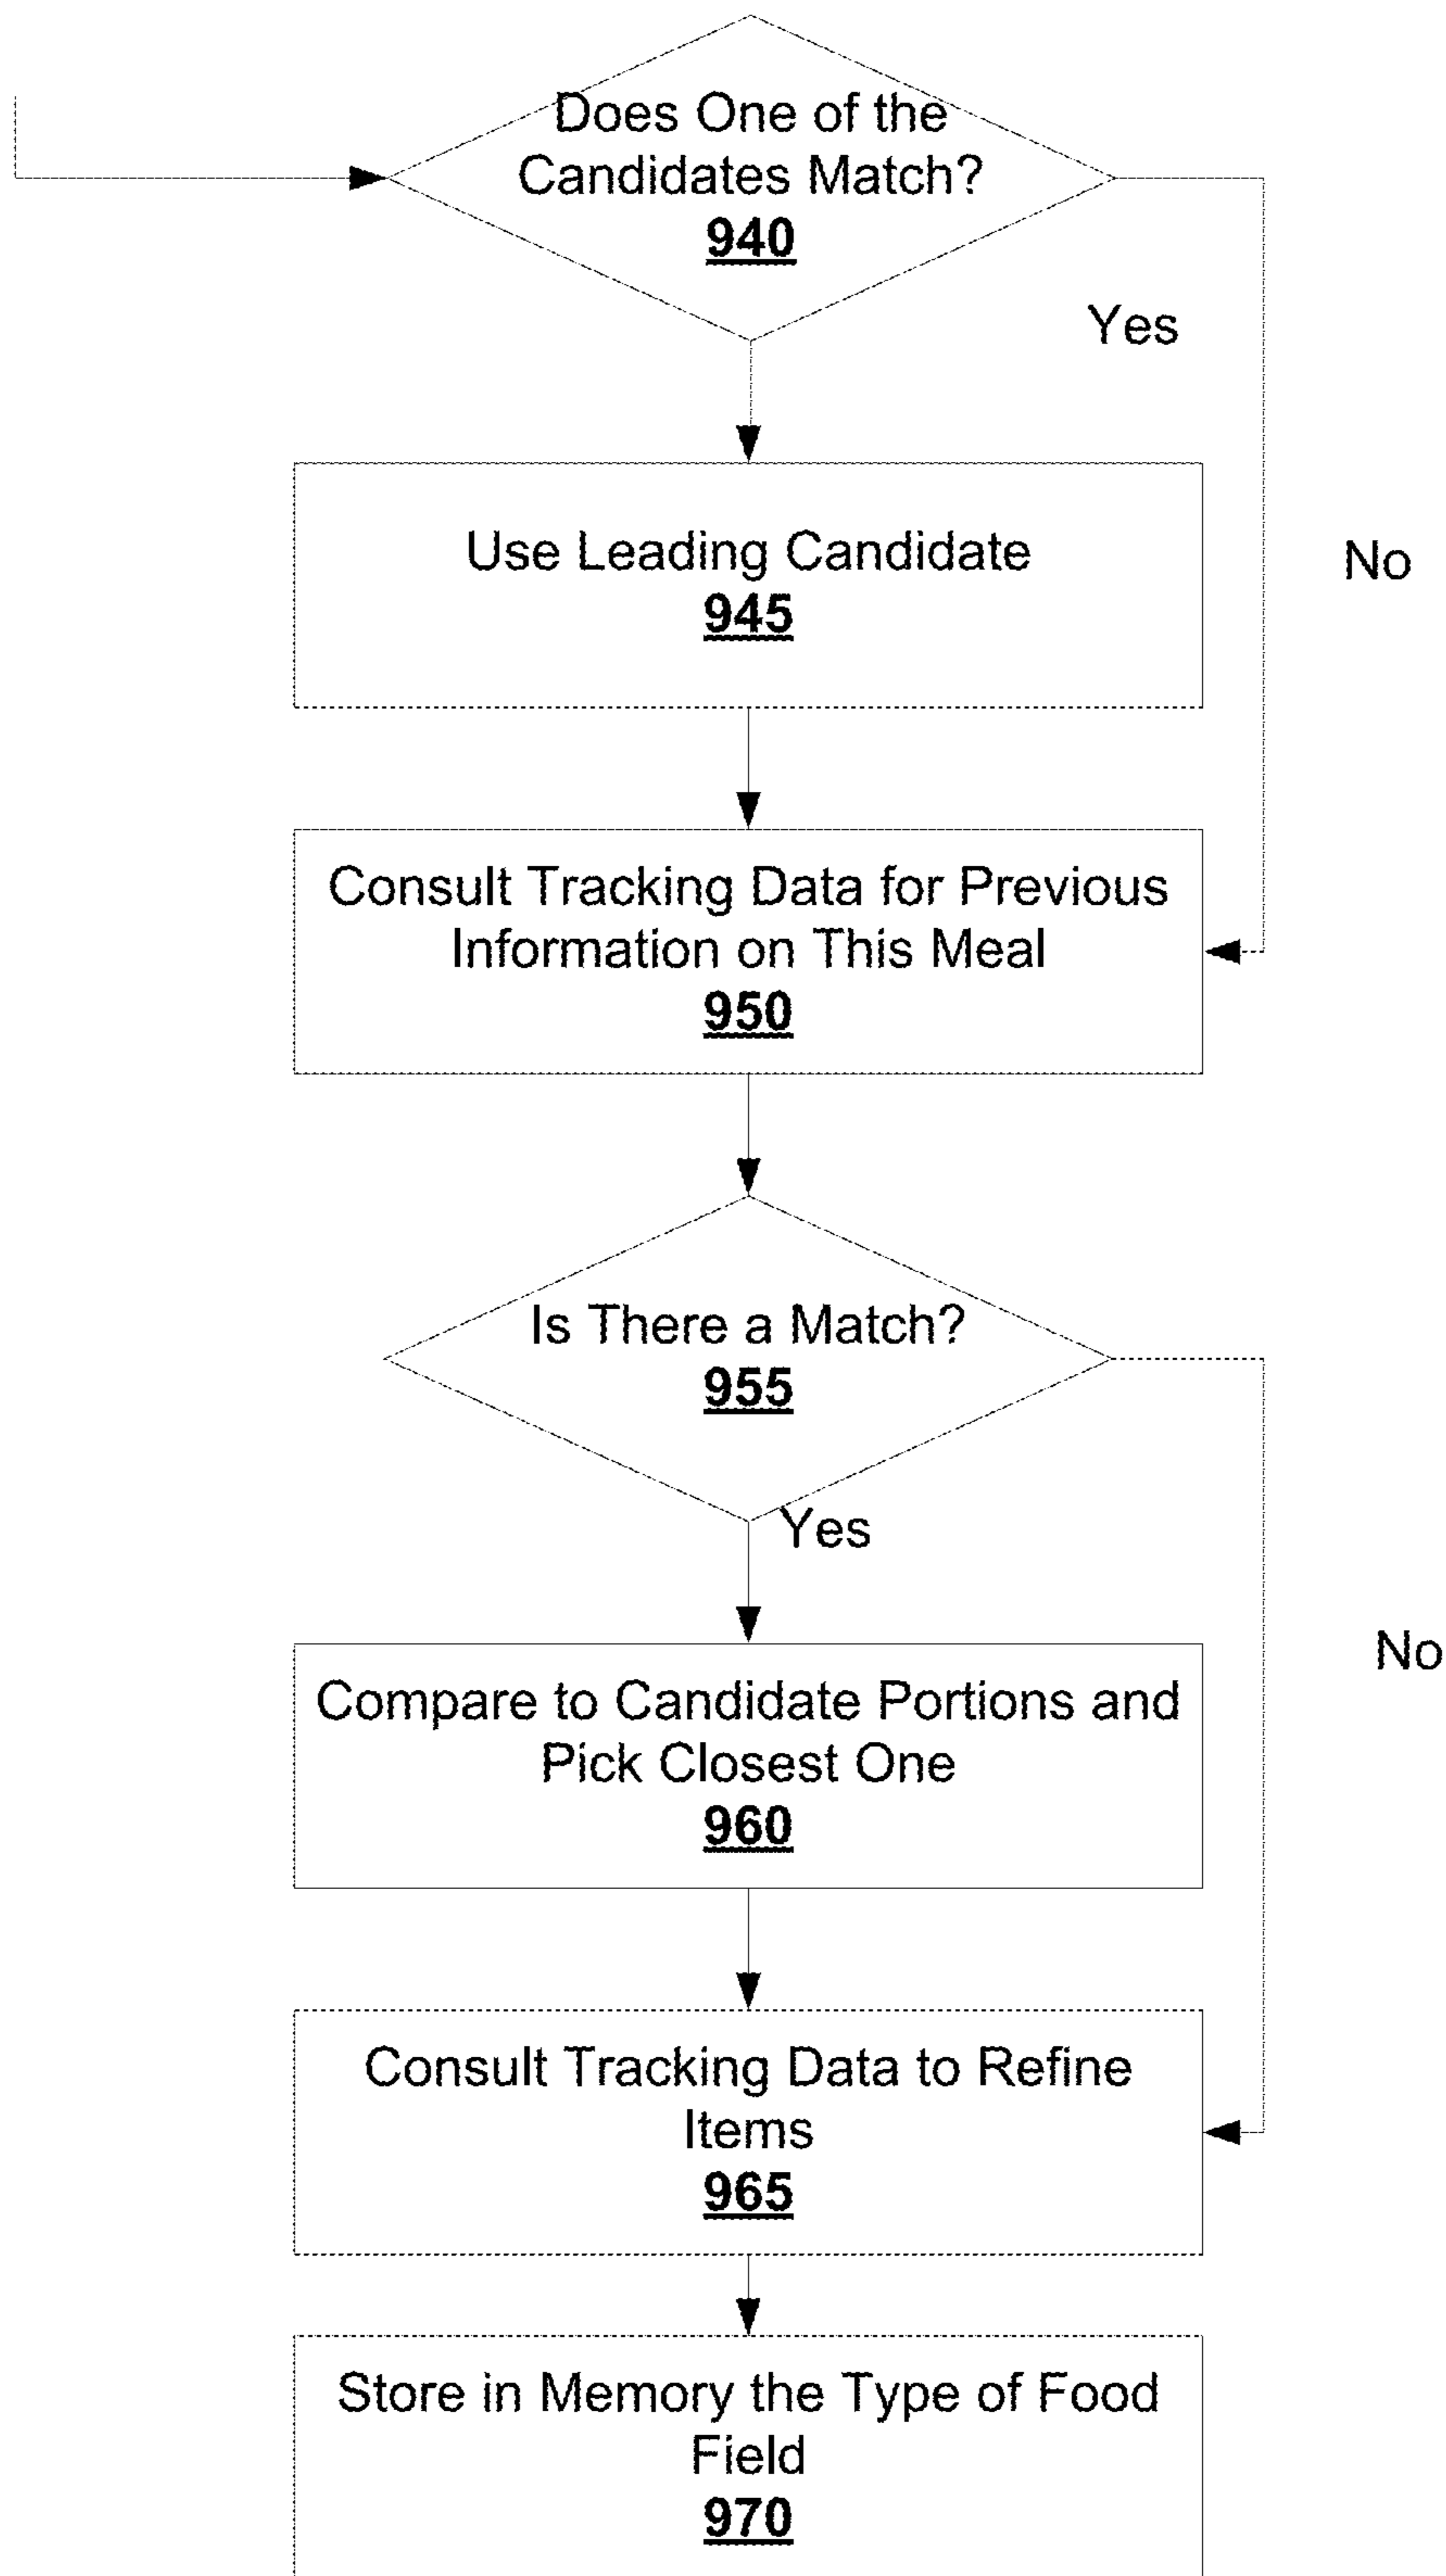 Does One of the
Candidates Match?
940
Yes
Use Leading Candidate
945
No
Consult Tracking Data for Previous
Information on This Meal
950
Is There a Match?
955
Yes
Compare to Candidate Portions and
Pick Closest One
960
No
Consult Tracking Data to Refine
Items
965
Store in Memory the Type of Food
Field
970